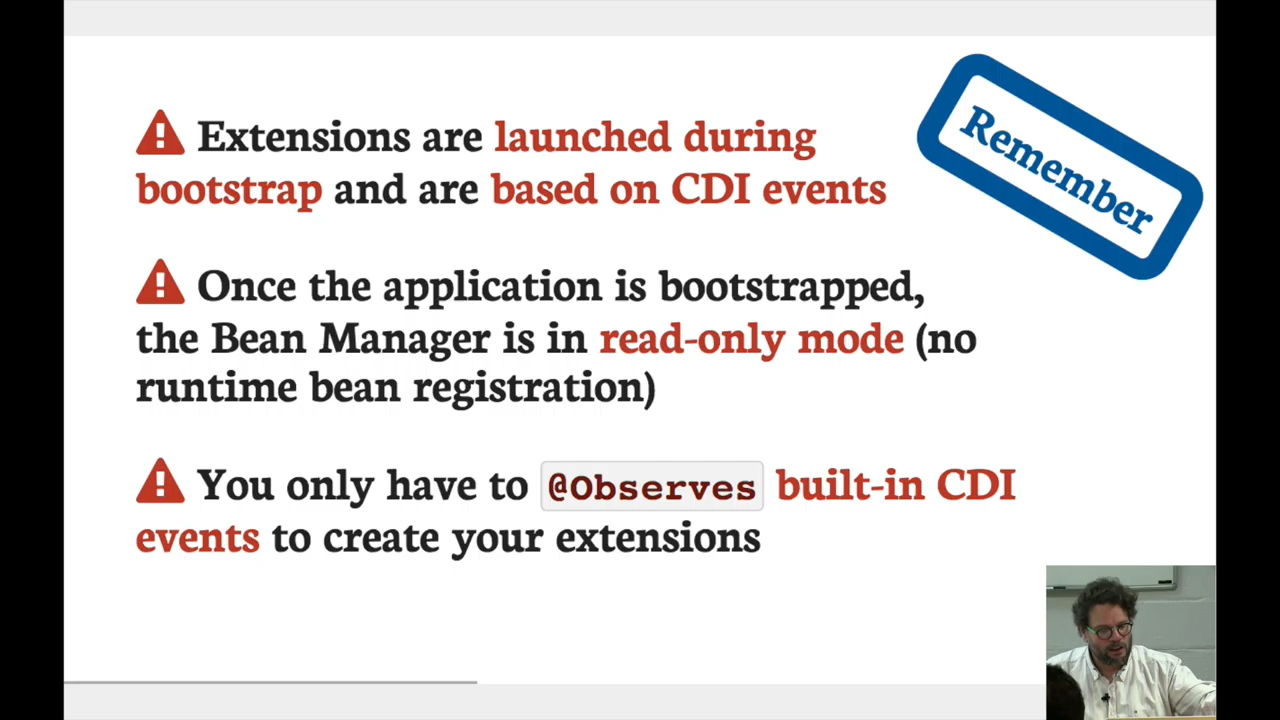 Remember
Extensions are launched during
bootstrap and are based on CDI events
Once the application is bootstrapped,
the Bean Manager is in read-only mode (no
runtime bean registration)
You only have to @Observes built-in CDI
events to create your extensions